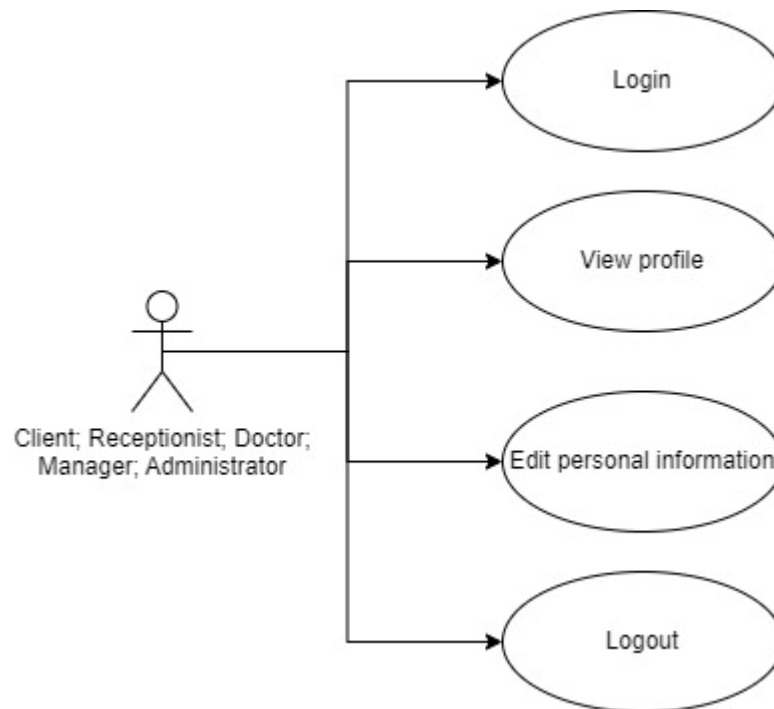 Login
View profile
Client; Receptionist; Doctor;
Manager; Administrator
Edit personal information
Logout